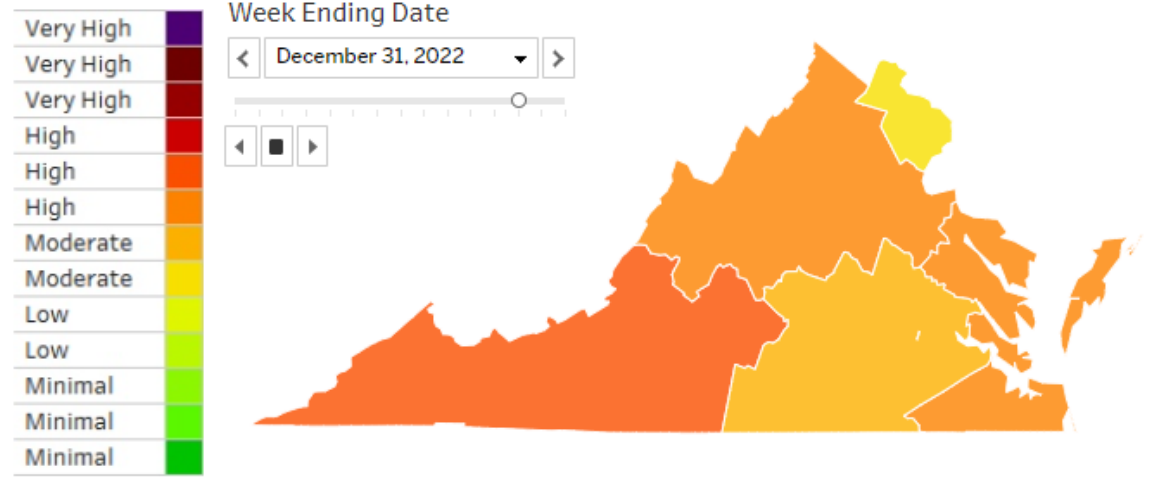 Very High
Very High
Very High
High
High
High
Moderate
Moderate
Low
Low
Minimal
Minimal
Minimal
Week Ending Date
December 31, 2022